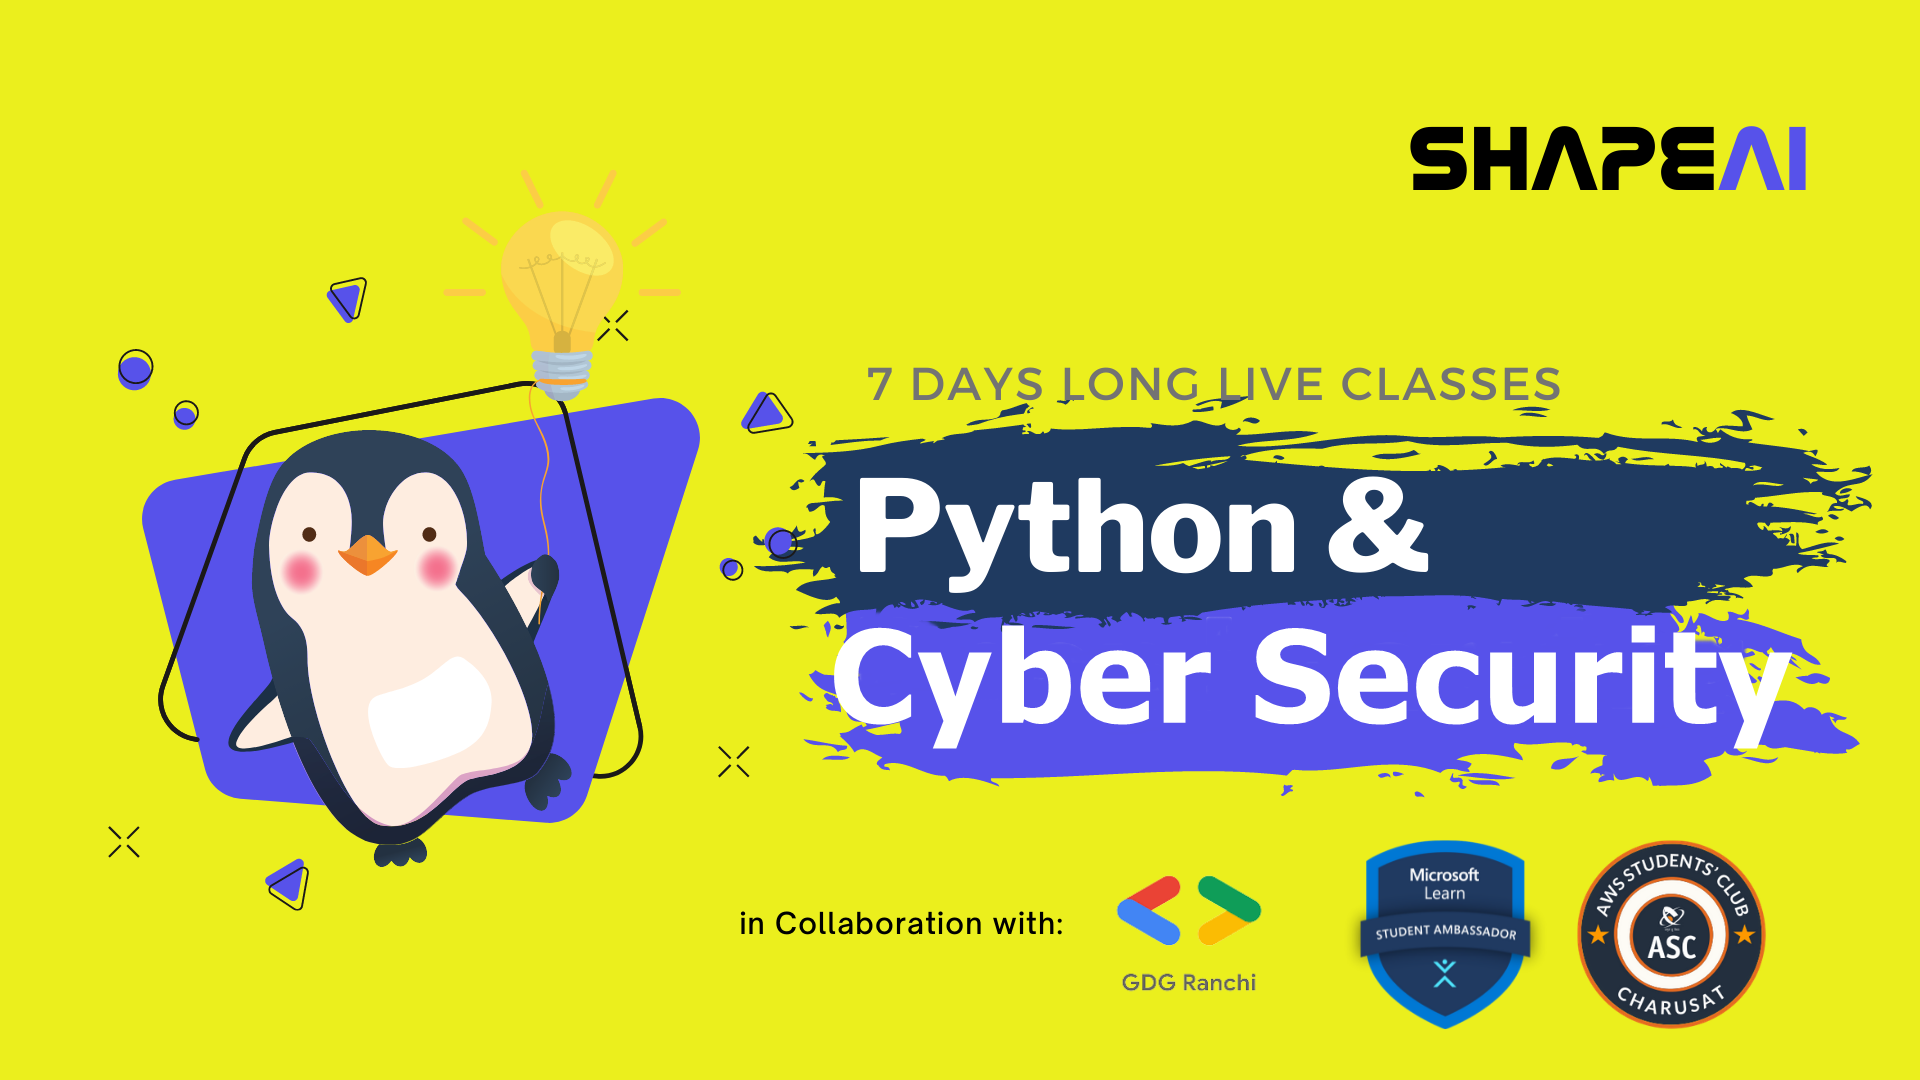 SHAPEAI
7 DAYS LONG LIVE CLASSES
Python &
Cyber Security
in Collaboration with:
GDG Ranchi
Microsoft
Learn
STUDENT AMBASSADOR
AWS STUDENTS' CLUB
ASC
CHARUSAT